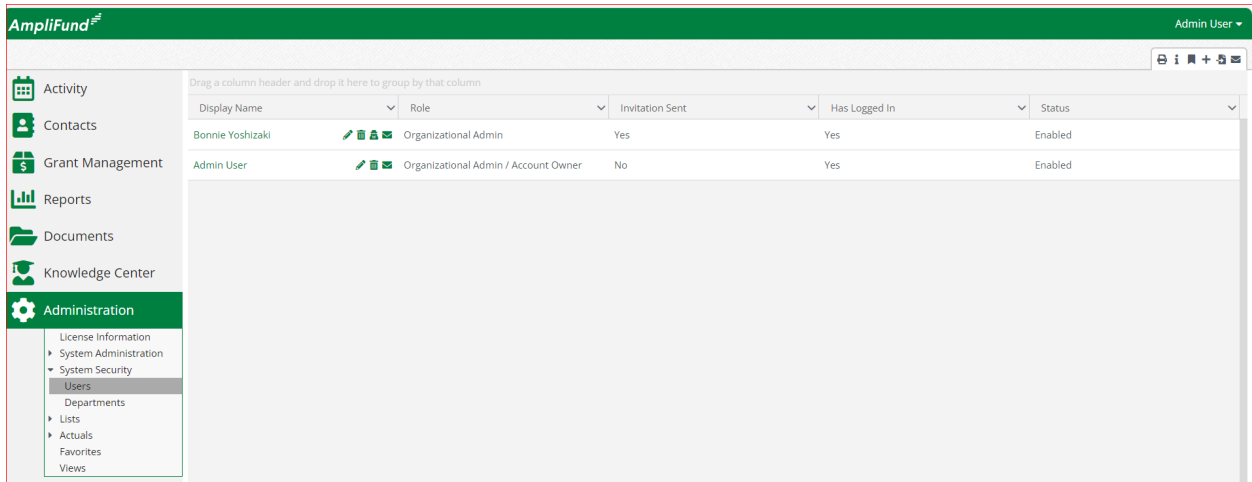 AmpliFund
Admin User
Activity
Contacts
Grant Management
Reports
Documents
Knowledge Center
Administration
License Information
System Administration
System Security
Users
Departments
Lists
Actuals
Favorites
Views
Drag a column header and drop it here to group by that column
Display Name Role Invitation Sent Has Logged In Status
Bonnie Yoshizaki Organizational Admin Yes Yes Enabled
Admin User Organizational Admin / Account Owner No Yes Enabled